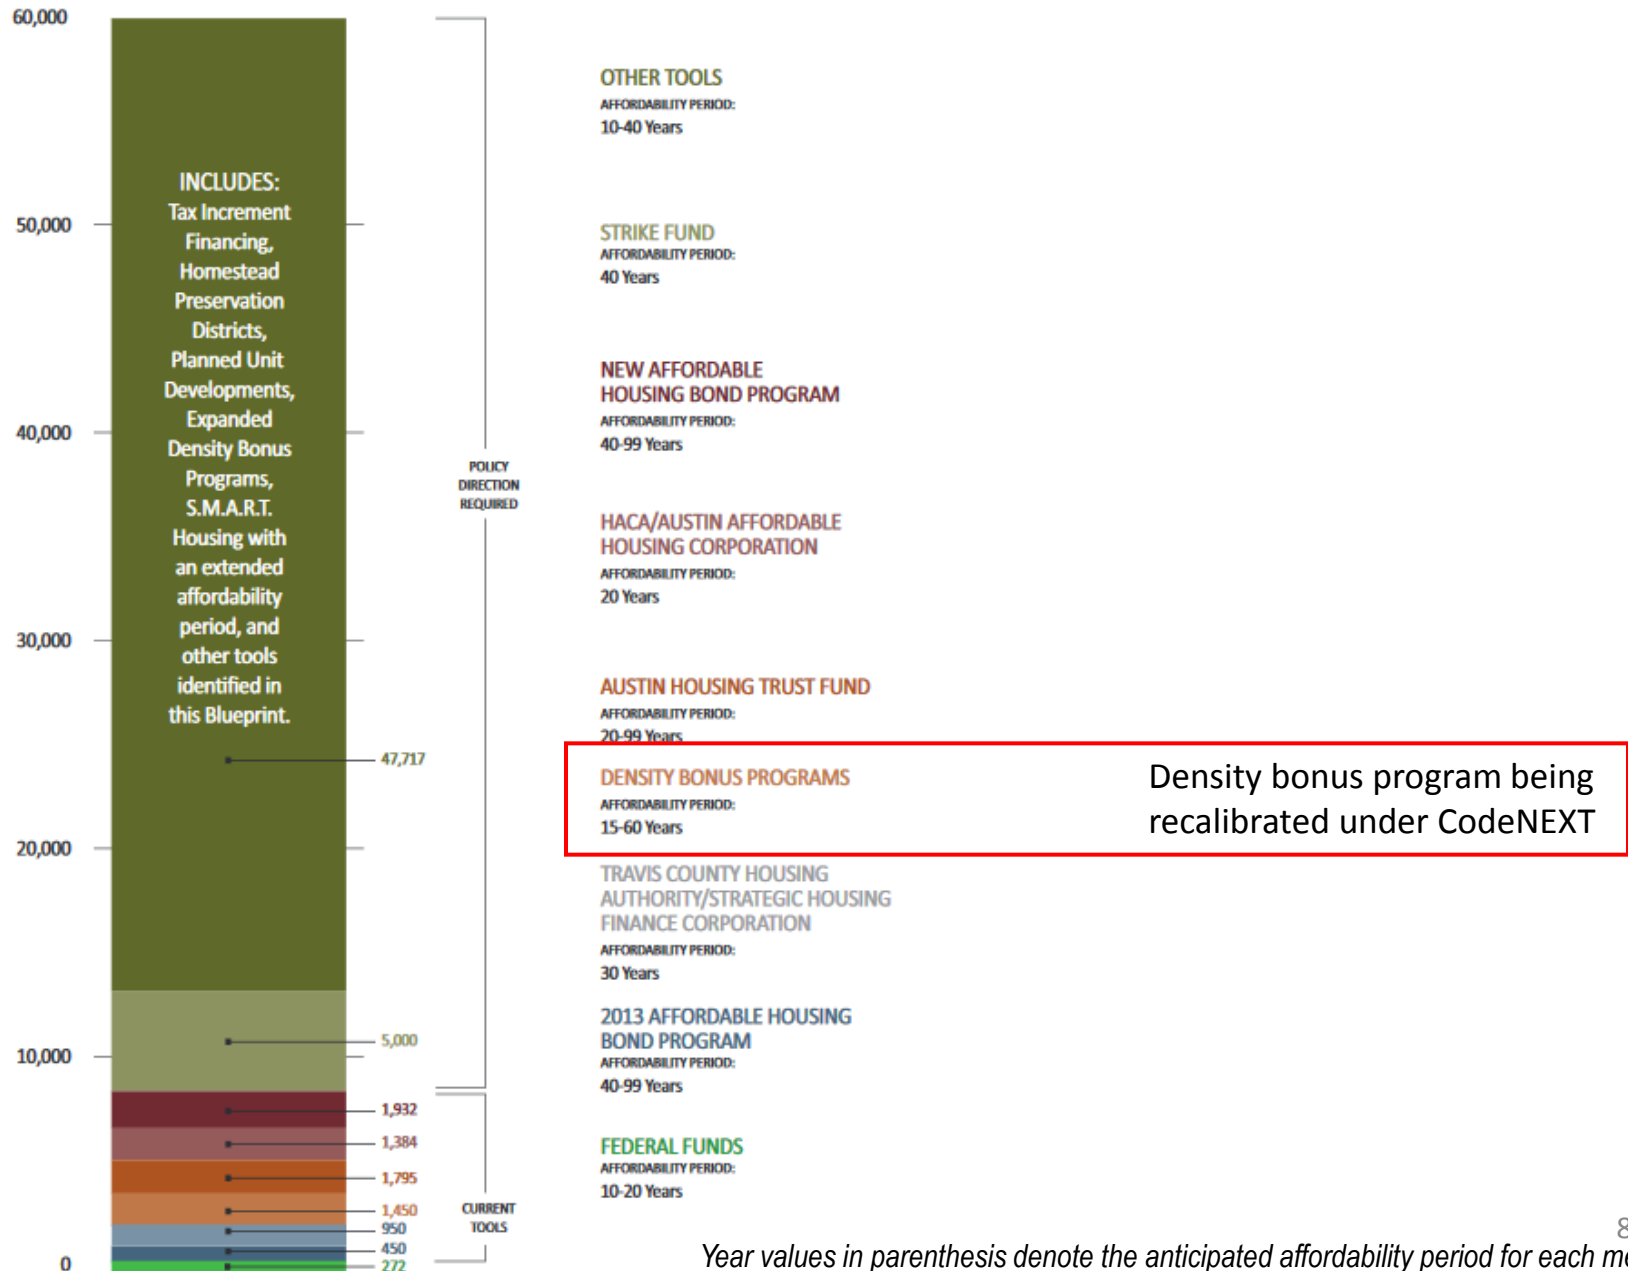 60,000
50,000
40,000
30,000
20,000
10,000
0
INCLUDES:
Tax Increment
Financing,
Homestead
Preservation
Districts,
Planned Unit
Developments,
Expanded
Density Bonus
Programs,
S.M.A.R.T.
Housing with
an extended
affordability
period, and
other tools
identified in
this Blueprint.
47,717
5,000
1,932
1,384
1,795
1,450
950
450
272
POLICY
DIRECTION
REQUIRED
CURRENT
TOOLS
OTHER TOOLS
AFFORDABILITY PERIOD:
10-40 Years
STRIKE FUND
AFFORDABILITY PERIOD:
40 Years
NEW AFFORDABLE
HOUSING BOND PROGRAM
AFFORDABILITY PERIOD:
40-99 Years
HACA/AUSTIN AFFORDABLE
HOUSING CORPORATION
AFFORDABILITY PERIOD:
20 Years
AUSTIN HOUSING TRUST FUND
AFFORDABILITY PERIOD:
20-99 Years
DENSITY BONUS PROGRAMS
AFFORDABILITY PERIOD:
15-60 Years
Density bonus program being
recalibrated under CodeNEXT
TRAVIS COUNTY HOUSING
AUTHORITY/STRATEGIC HOUSING
FINANCE CORPORATION
AFFORDABILITY PERIOD:
30 Years
2013 AFFORDABLE HOUSING
BOND PROGRAM
AFFORDABILITY PERIOD:
40-99 Years
FEDERAL FUNDS
AFFORDABILITY PERIOD:
10-20 Years
8
Year values in parenthesis denote the anticipated affordability period for each